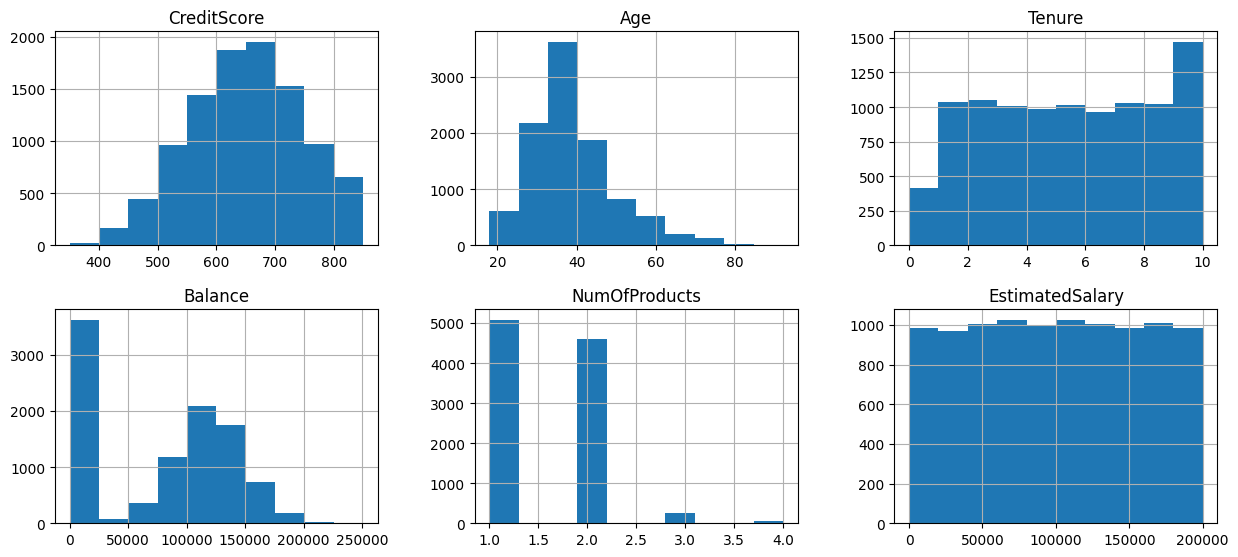 CreditScore
2000
1500
1000
500
0
400 500 600 700 800
Age
3000
2000
1000
0
20 40 60 80
Tenure
1500
1250
1000
750
500
250
0
0 2 4 6 8 10
Balance
3000
2000
1000
0
0 50000 100000 150000 200000 250000
NumOfProducts
5000
4000
3000
2000
1000
0
1.0 1.5 2.0 2.5 3.0 3.5 4.0
EstimatedSalary
1000
800
600
400
200
0
0 50000 100000 150000 200000